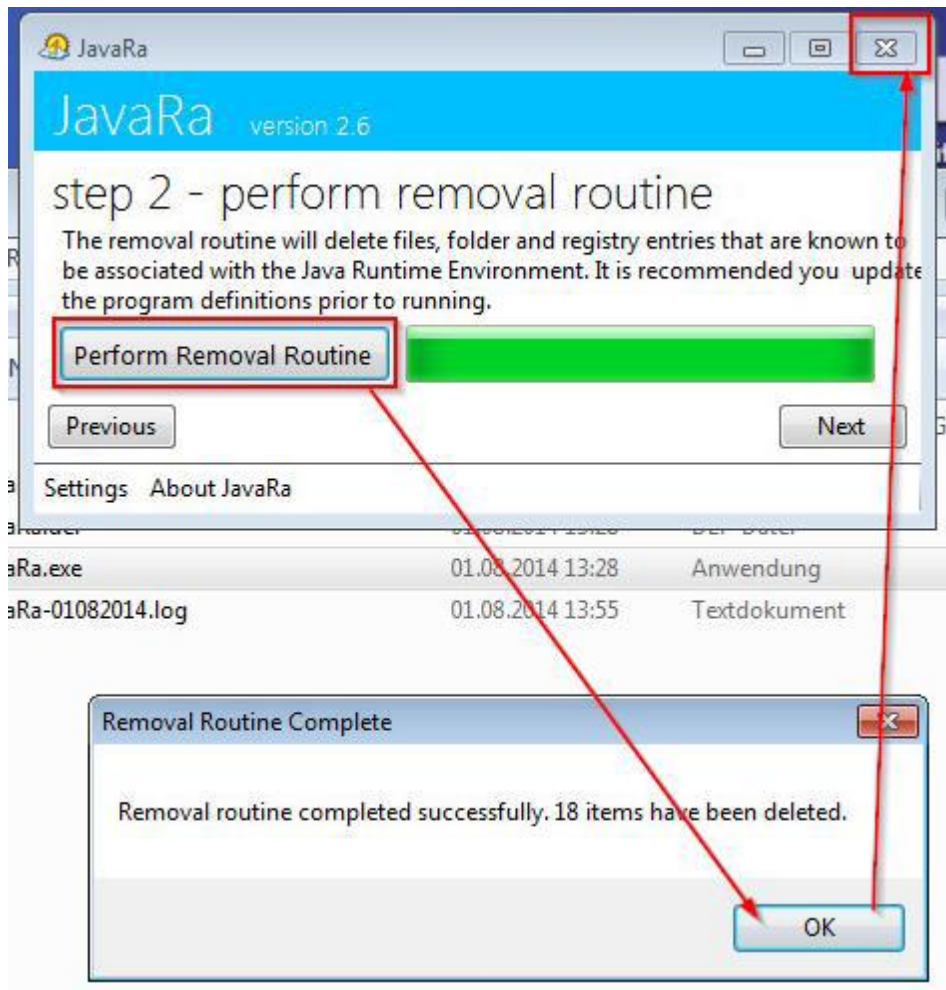 JavaRa
JavaRa version 2.6
step 2 - perform removal routine
The removal routine will delete files, folder and registry entries that are known to
be associated with the Java Runtime Environment. It is recommended you update
the program definitions prior to running.
Perform Removal Routine
Previous
Next
Settings About JavaRa
aRa.exe 01.08.2014 13:28 Anwendung
aRa-01082014.log 01.08.2014 13:55 Textdokument
Removal Routine Complete
Removal routine completed successfully. 18 items have been deleted.
OK